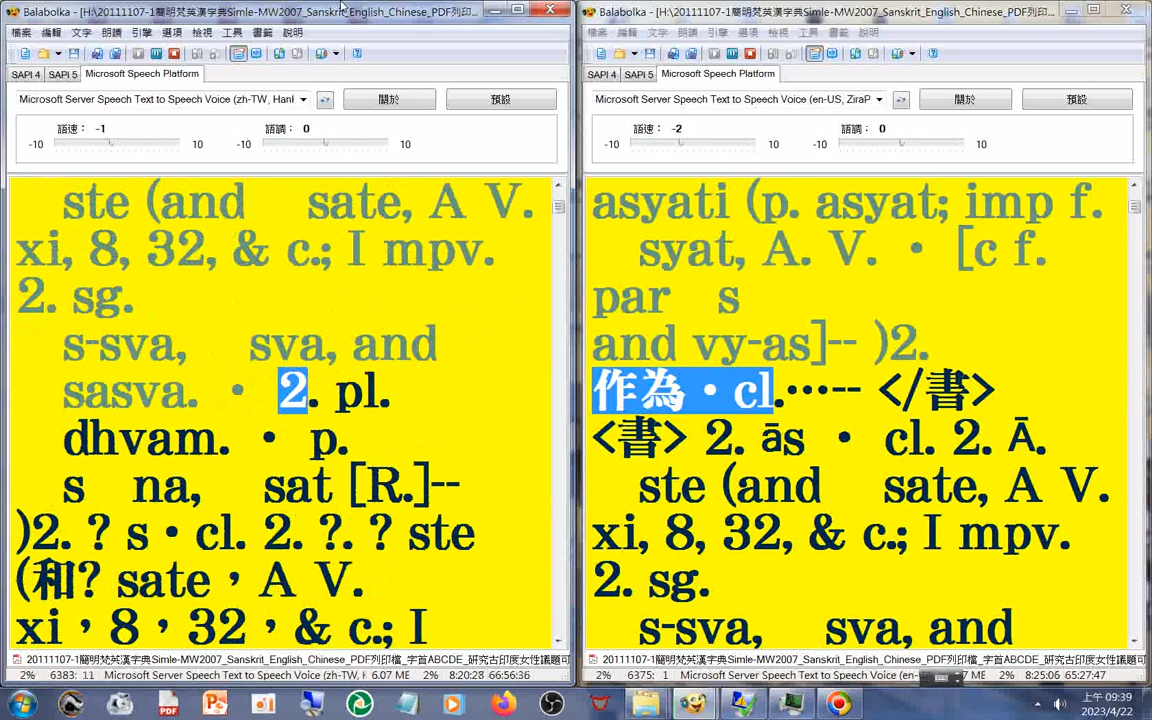 Balabolka - [H:\20111107-1簡明梵英漢字典Simle-MW2007_Sanskrit_English_Chinese_PDF列印...
檔案 編輯 文字 朗讀 引擎 選項 檢視 工具 書籤 說明
SAPI 4 SAPI 5 Microsoft Speech Platform
Microsoft Server Speech Text to Speech Voice (zh-TW, HanI
關於 預設
語速： -1 語調： 0
-10 10 -10 10
ste (and sate, A V.
xi, 8, 32, & c.; I mpv.
2. sg.
s-sva, sva, and
sasva. • 2. pl.
dhvam. • p.
s na, sat [R.]--
)2. ? s・cl. 2. ?. ? ste
(和? sate，A V.
xi，8，32，& c.; I
20111107-1簡明梵英漢字典Simle-MW2007_Sanskrit_English_Chinese_PDF列印檔_字首ABCDE_研究古印度女性議題可
2% 6383: 11 Microsoft Server Speech Text to Speech Voice (zh-TW, H 6.07 MB 2% 8:20:28 66:56:36
Balabolka - [H:\20111107-1簡明梵英漢字典Simle-MW2007_Sanskrit_English_Chinese_PDF列印...
檔案 編輯 文字 朗讀 引擎 選項 檢視 工具 書籤 說明
SAPI 4 SAPI 5 Microsoft Speech Platform
Microsoft Server Speech Text to Speech Voice (en-US, ZiraP
關於 預設
語速： -2 語調： 0
-10 10 -10 10
asyati (p. asyat; imp f.
syat, A. V. • [c f.
par s
and vy-as]-- )2.
作為・cl.…-- </書>
<書> 2. ās • cl. 2. Ā.
ste (and sate, A V.
xi, 8, 32, & c.; I mpv.
2. sg.
s-sva, sva, and
20111107-1簡明梵英漢字典Simle-MW2007_Sanskrit_English_Chinese_PDF列印檔_字首ABCDE_研究古印度女性議題可
2% 6375: 1 Microsoft Server Speech Text to Speech Voice (en-us MB 2% 8:25:06 65:27:47
上午 09:39
2023/4/22